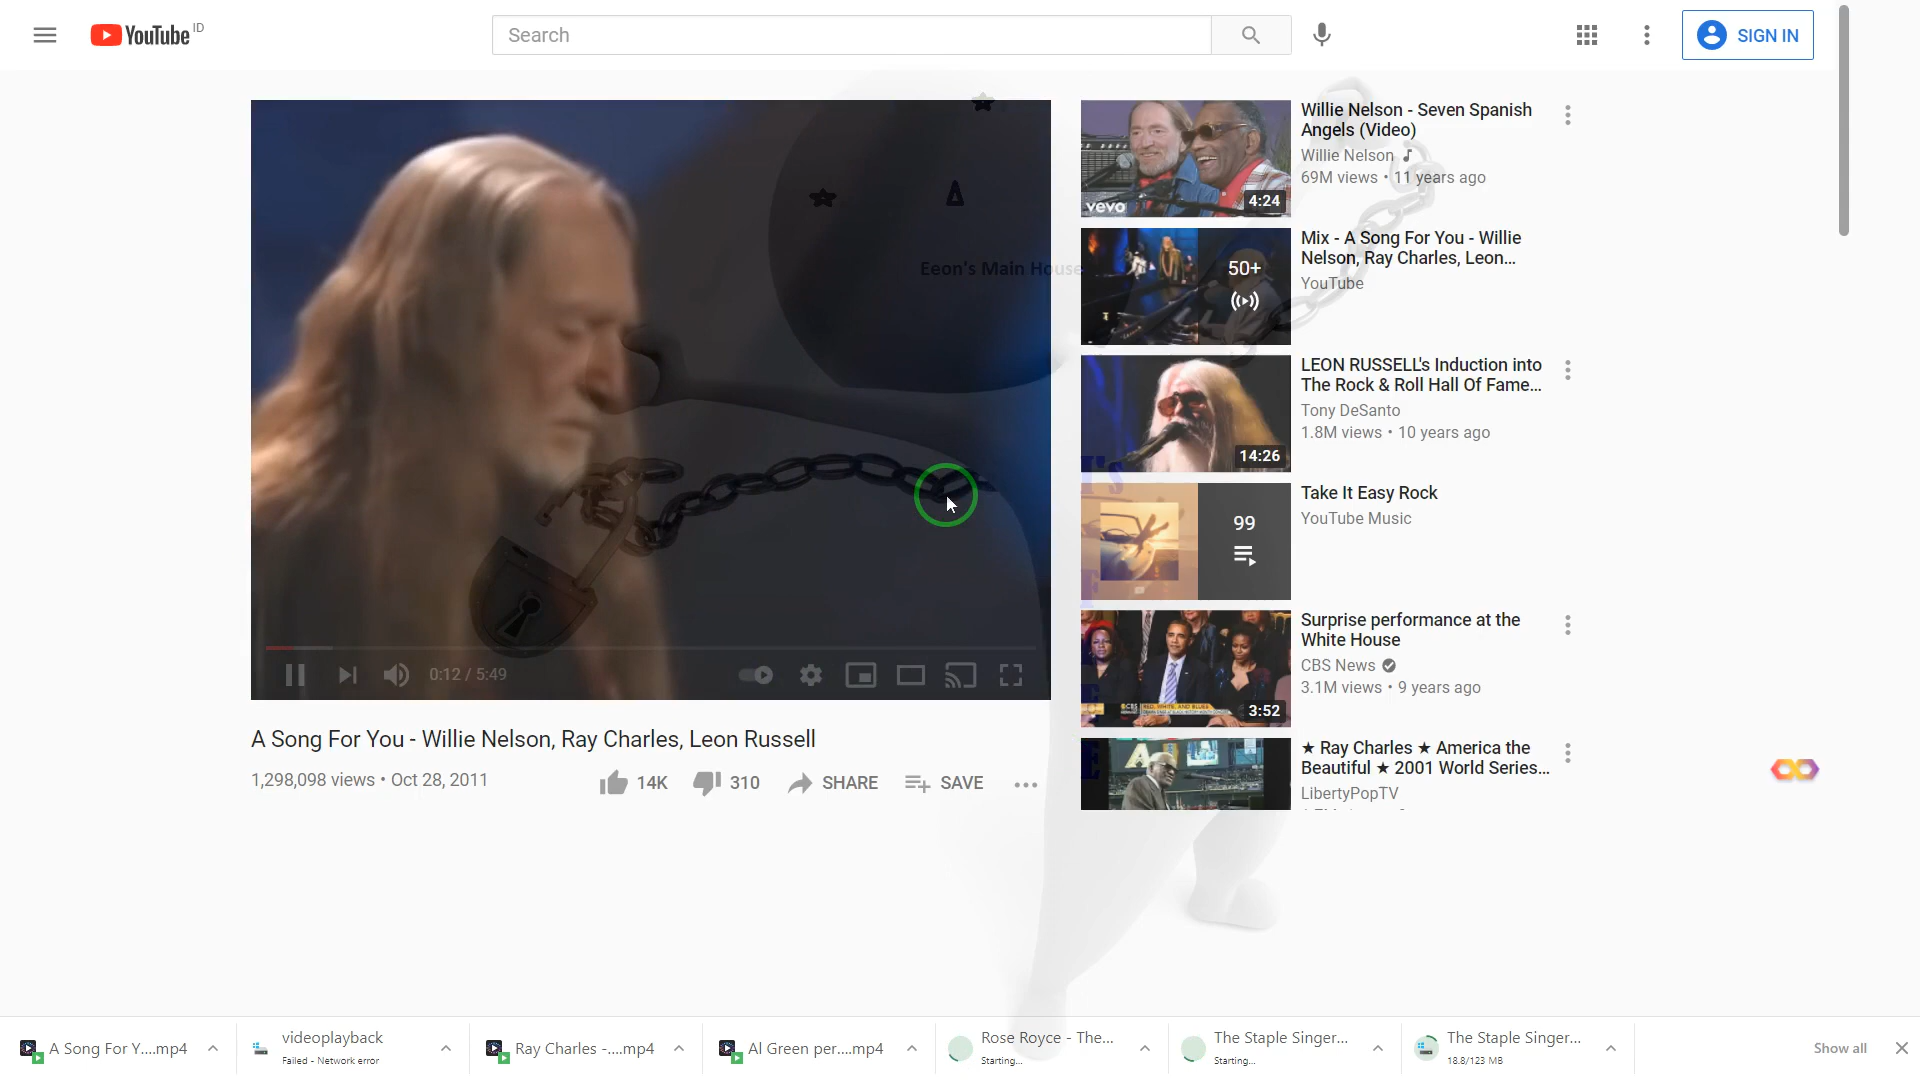 YouTube ID
Search
SIGN IN
A
Eeon's Main House
0:12 / 5:49
A Song For You - Willie Nelson, Ray Charles, Leon Russell
1,298,098 views • Oct 28, 2011
14K
310
SHARE
SAVE
vevo
4:24
Willie Nelson - Seven Spanish
Angels (Video)
Willie Nelson
69M views • 11 years ago
50+
Mix - A Song For You - Willie
Nelson, Ray Charles, Leon...
YouTube
14:26
LEON RUSSELL's Induction into
The Rock & Roll Hall Of Fame...
Tony DeSanto
1.8M views • 10 years ago
99
Take It Easy Rock
YouTube Music
3:52
Surprise performance at the
White House
CBS News
3.1M views • 9 years ago
★ Ray Charles ★ America the
Beautiful ★ 2001 World Series...
LibertyPopTV
A Song For Y....mp4
videoplayback
Failed - Network error
Ray Charles -....mp4
Al Green per....mp4
Rose Royce - The...
Starting...
The Staple Singer...
Starting...
The Staple Singer...
18.8/123 MB
Show all